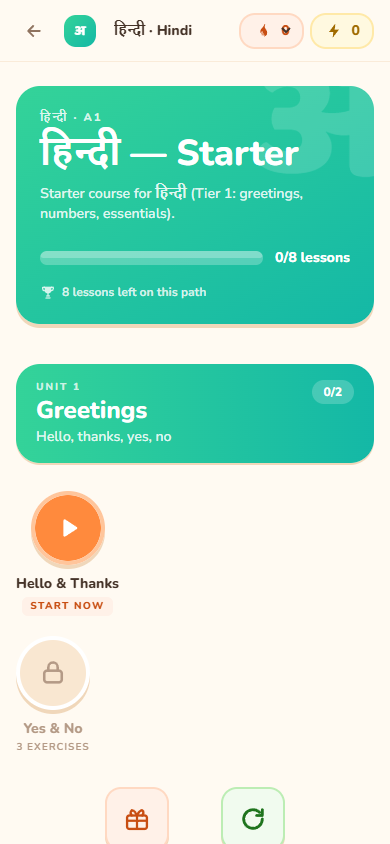 अ
हिन्दी · Hindi
0
हिन्दी · A1
हिन्दी — Starter
Starter course for हिन्दी (Tier 1: greetings,
numbers, essentials).
0/8 lessons
8 lessons left on this path
UNIT 1
0/2
Greetings
Hello, thanks, yes, no
Hello & Thanks
START NOW
Yes & No
3 EXERCISES